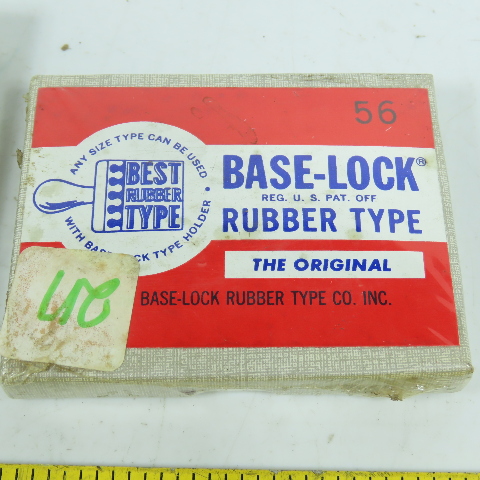 56
ANY SIZE TYPE CAN BE USED
BEST
RUBBER
TYPE
WITH BASE-LOCK TYPE HOLDER
BASE-LOCK®
REG. U. S. PAT. OFF
RUBBER TYPE
THE ORIGINAL
BASE-LOCK RUBBER TYPE CO. INC.